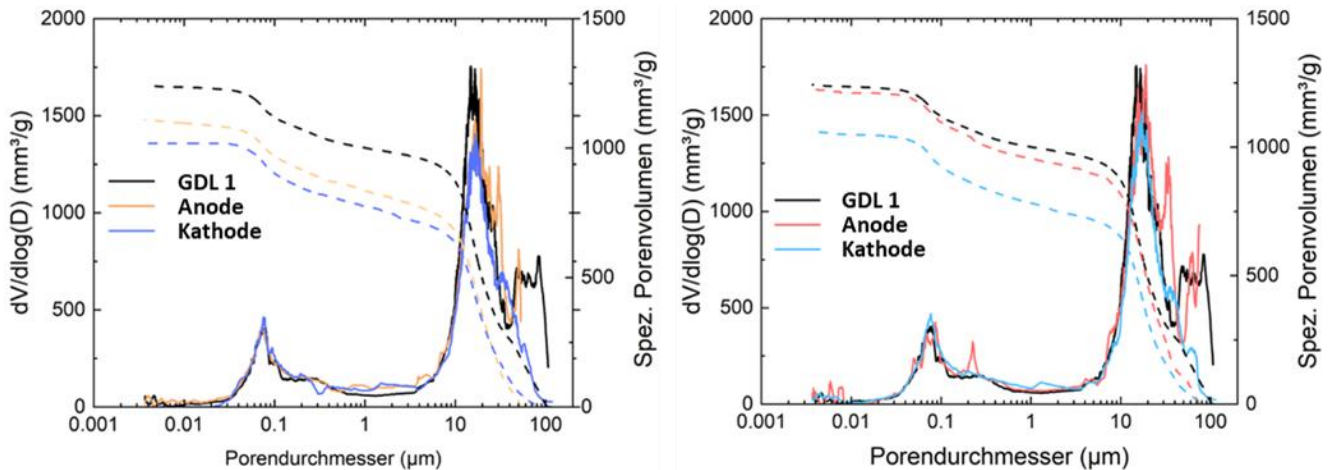 2000
1500
1000
500
0
dV/dlog(D) (mm³/g)
GDL 1
Anode
Kathode
1500
1000
500
0
Spez. Porenvolumen (mm³/g)
0.001 0.01 0.1 1 10 100
Porendurchmesser (µm)
2000
1500
1000
500
0
dV/dlog(D) (mm³/g)
GDL 1
Anode
Kathode
1500
1000
500
0
Spez. Porenvolumen (mm³/g)
0.001 0.01 0.1 1 10 100
Porendurchmesser (µm)